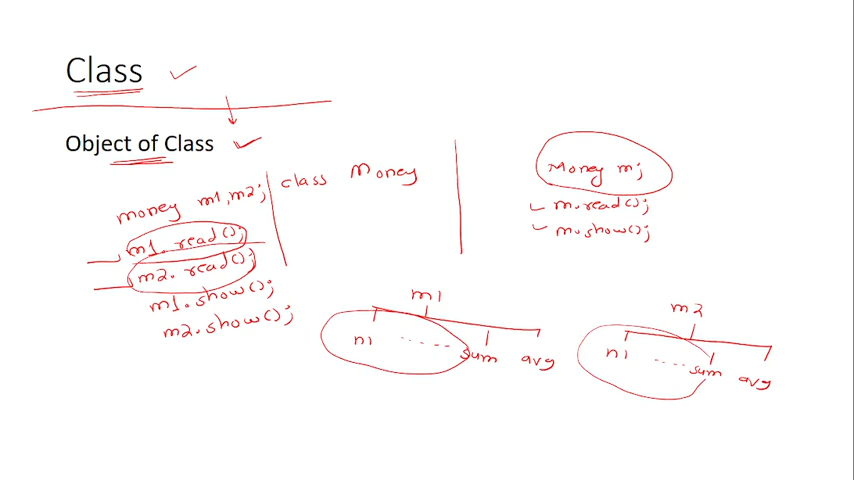 Class
Object of Class
money m1,m2;
m1.read();
m2.read();
m1.show();
m2.show();
class Money
Money m;
m.read();
m.show();
m1
n1 ...... sum avg
m2
n1 ..... sum avg